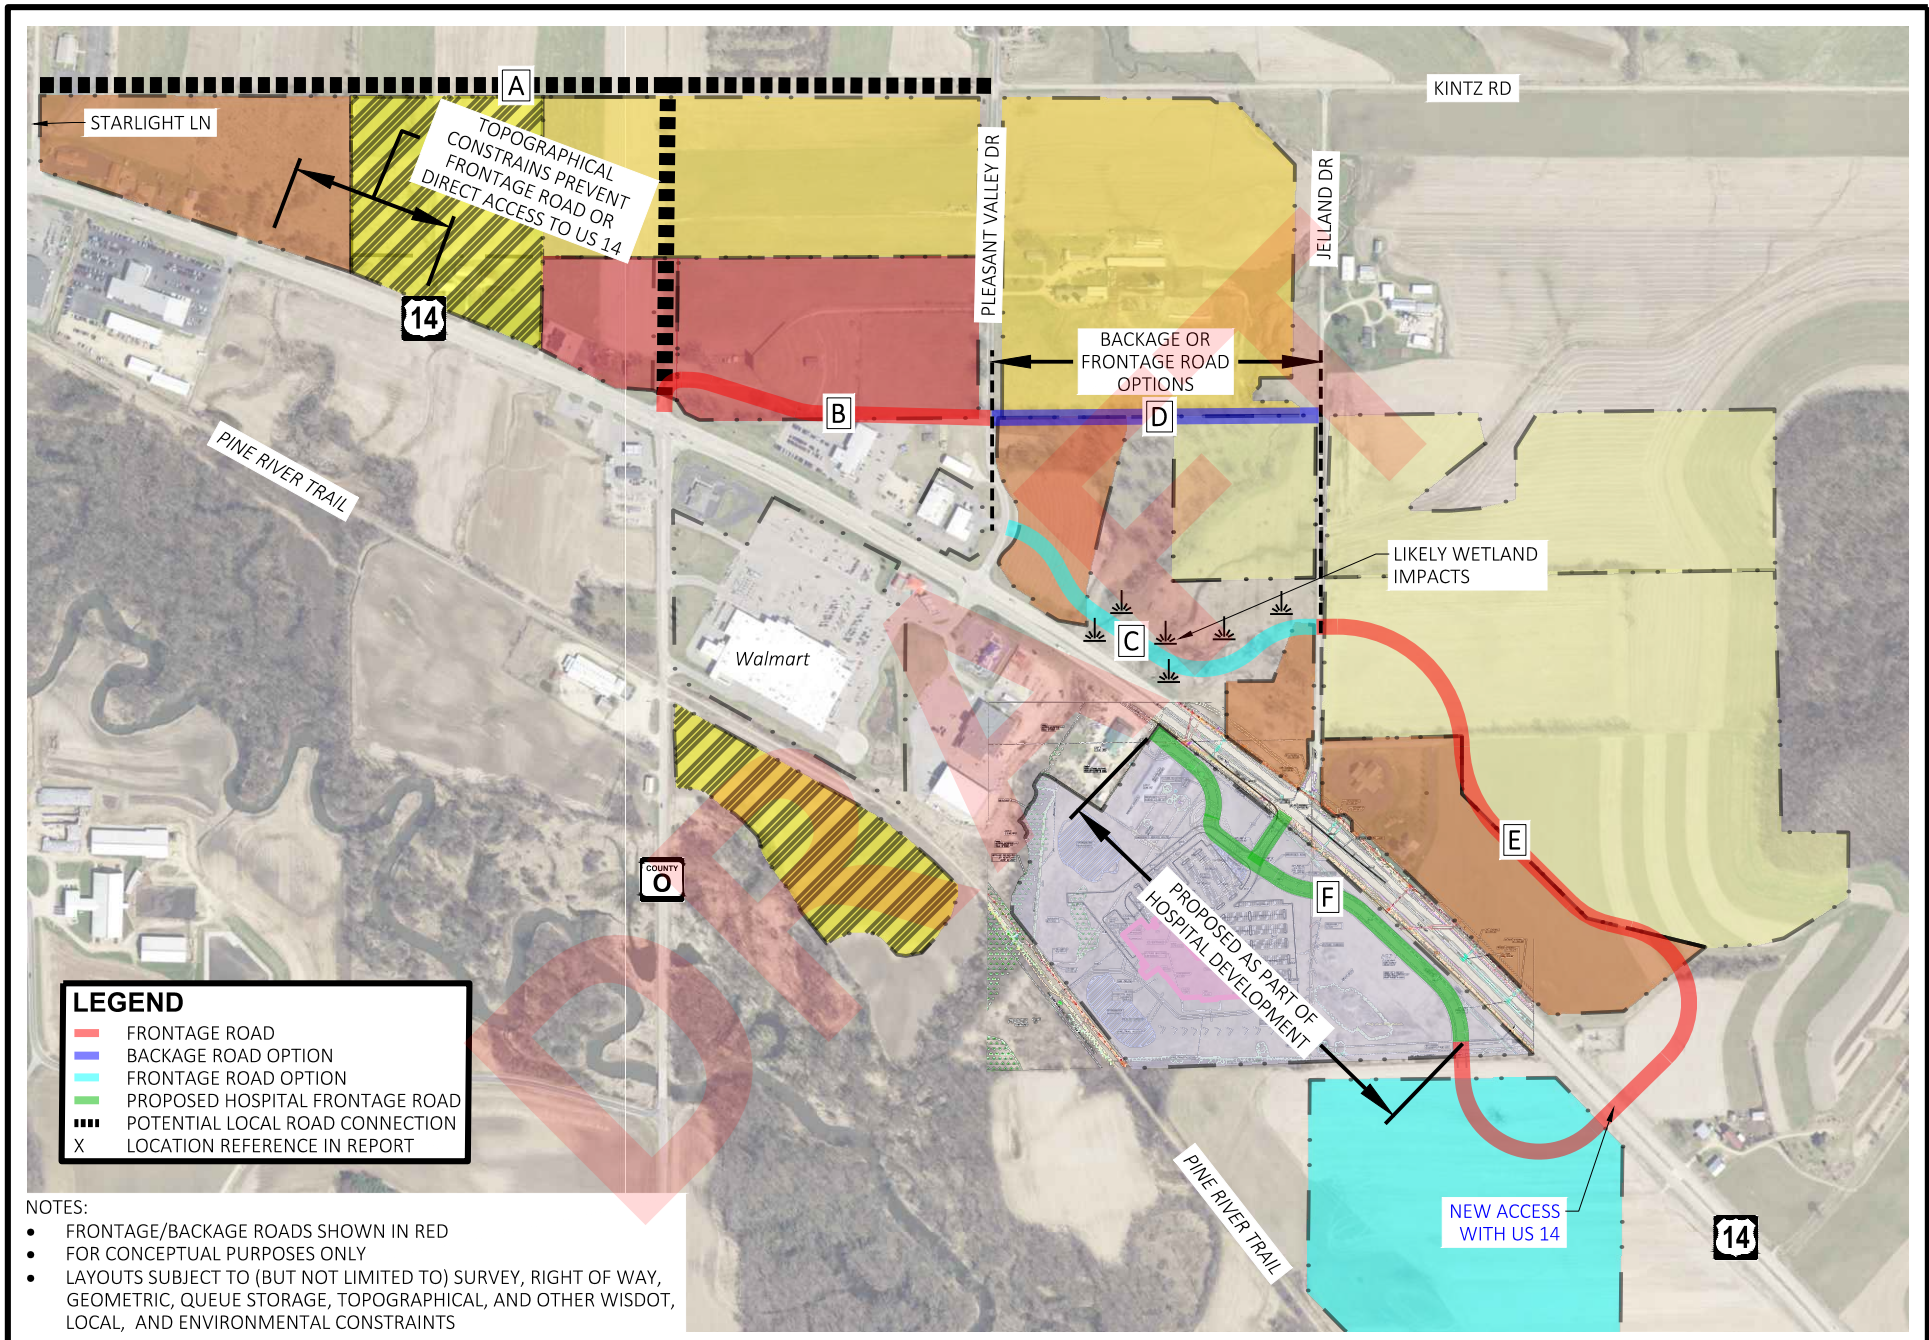 A
KINTZ RD
STARLIGHT LN
TOPOGRAPHICAL
CONSTRAINS PREVENT
FRONTAGE ROAD OR
DIRECT ACCESS TO US 14
PLEASANT VALLEY DR
JELLAND DR
14
BACKAGE OR
FRONTAGE ROAD
OPTIONS
B
D
PINE RIVER TRAIL
LIKELY WETLAND
IMPACTS
C
Walmart
E
COUNTY
O
F
PROPOSED AS PART OF
HOSPITAL DEVELOPMENT
DRAFT
LEGEND
FRONTAGE ROAD
BACKAGE ROAD OPTION
FRONTAGE ROAD OPTION
PROPOSED HOSPITAL FRONTAGE ROAD
POTENTIAL LOCAL ROAD CONNECTION
X LOCATION REFERENCE IN REPORT
PINE RIVER TRAIL
NEW ACCESS
WITH US 14
14
NOTES:
• FRONTAGE/BACKAGE ROADS SHOWN IN RED
• FOR CONCEPTUAL PURPOSES ONLY
• LAYOUTS SUBJECT TO (BUT NOT LIMITED TO) SURVEY, RIGHT OF WAY,
GEOMETRIC, QUEUE STORAGE, TOPOGRAPHICAL, AND OTHER WISDOT,
LOCAL, AND ENVIRONMENTAL CONSTRAINTS